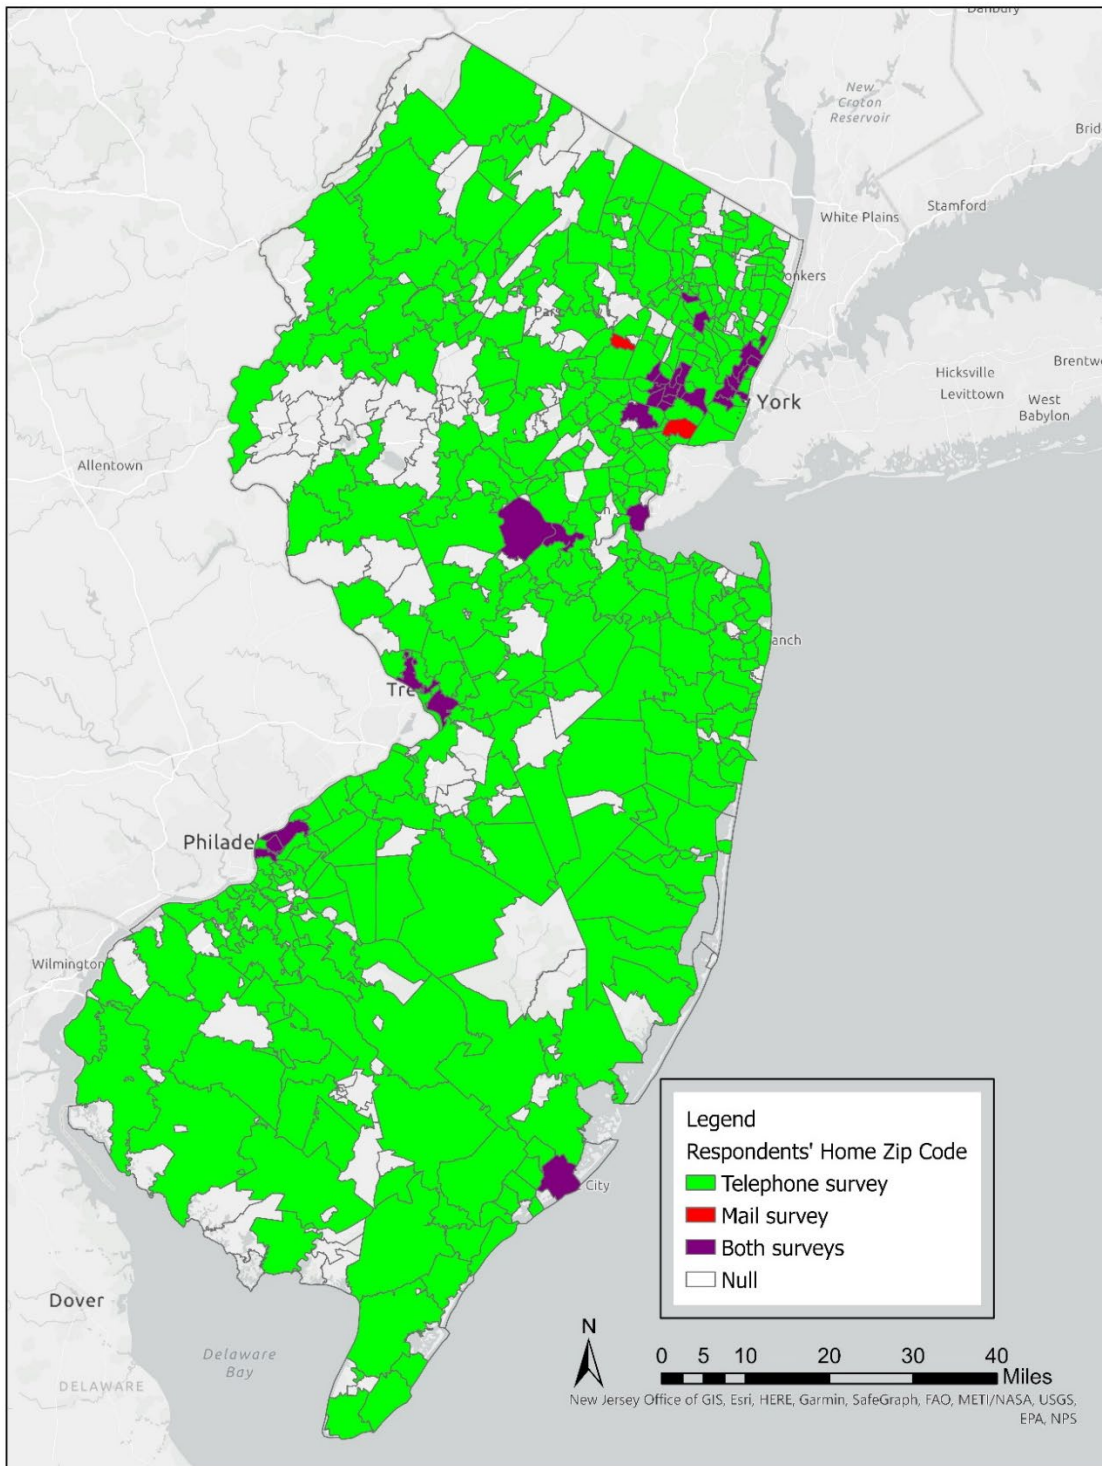 Danbury
New
Croton
Reservoir
Brid
Stamford
White Plains
onkers
Pars
Brentwo
Hicksville
Levittown
West
Babylon
York
Allentown
n
anch
Tre
Philadel
Wilmington
Legend
Respondents' Home Zip Code
Telephone survey
Mail survey
Both surveys
Null
City
Dover
Delaware
Bay
DELAWARE
N
0 5 10 20 30 40
Miles
New Jersey Office of GIS, Esri, HERE, Garmin, SafeGraph, FAO, METI/NASA, USGS,
EPA, NPS